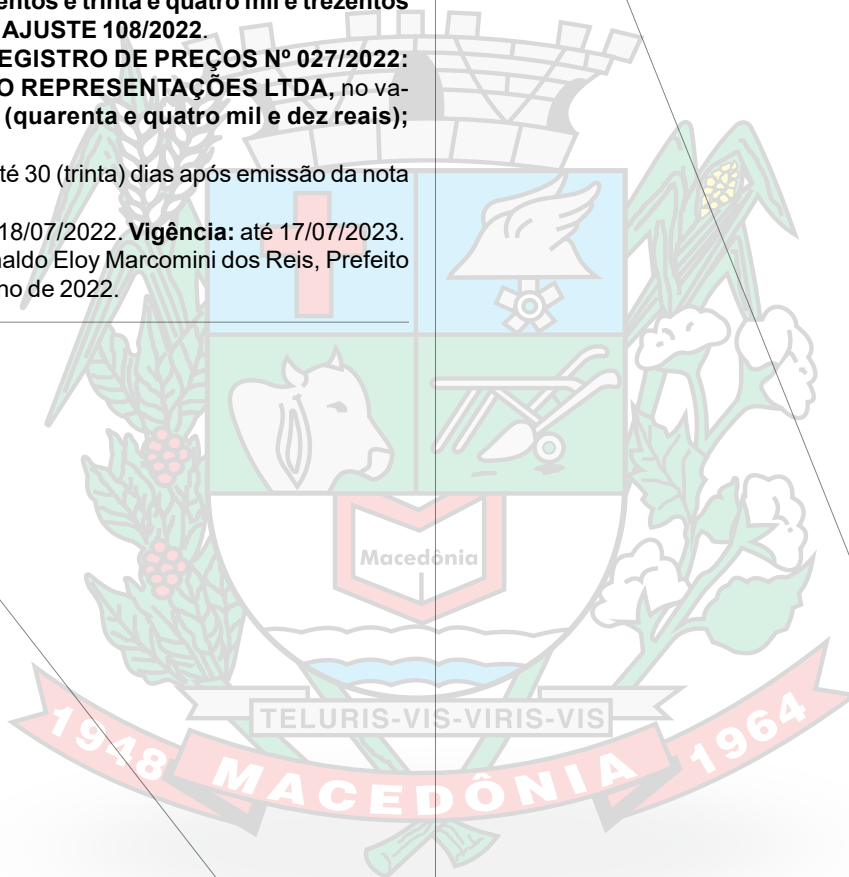 entos e trinta e quatro mil e trezentos
AJUSTE 108/2022.
EGISTRO DE PREÇOS Nº 027/2022:
O REPRESENTAÇÕES LTDA, no va-
(quarenta e quatro mil e dez reais);
té 30 (trinta) dias após emissão da nota
18/07/2022. Vigência: até 17/07/2023.
naldo Eloy Marcomini dos Reis, Prefeito
ho de 2022.
Macedônia
TELURIS-VIS-VIRIS-VIS
1948 MACEDÔNIA 1964